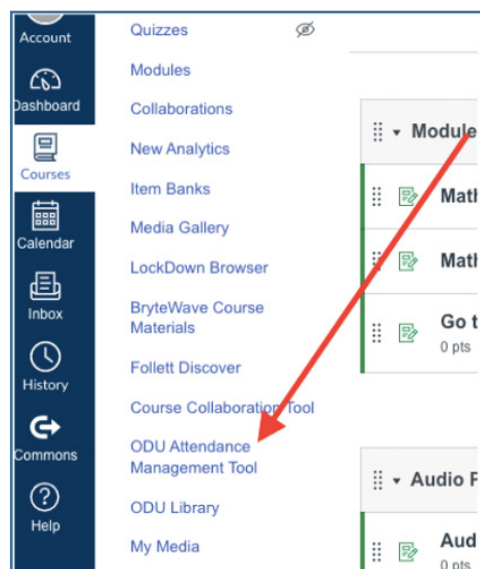 Account
Dashboard
Courses
Calendar
Inbox
History
Commons
Help
Quizzes
Modules
Collaborations
New Analytics
Item Banks
Media Gallery
LockDown Browser
BryteWave Course
Materials
Follett Discover
Course Collaboration Tool
ODU Attendance
Management Tool
ODU Library
My Media
Module
Math
Math
Go t
0 pts
Audio F
Aud
0 pts